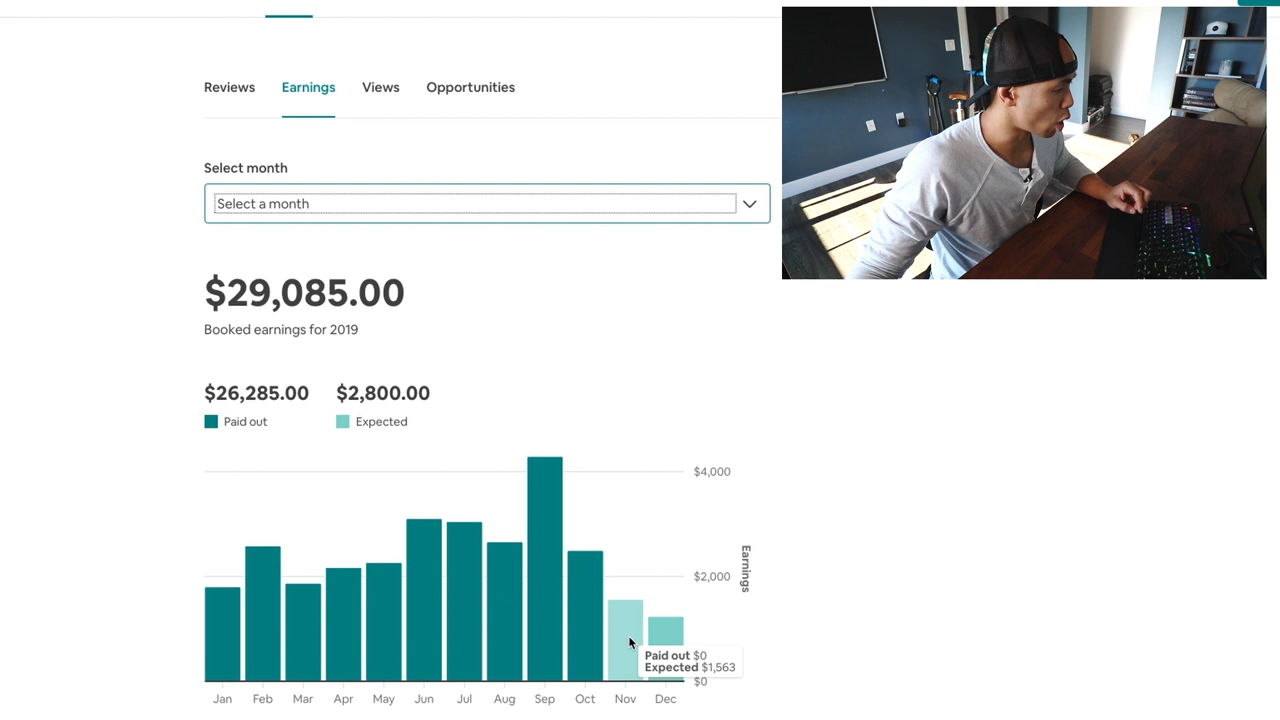 Reviews Earnings Views Opportunities
Select month
Select a month
$29,085.00
Booked earnings for 2019
$26,285.00 $2,800.00
Paid out Expected
$4,000
$2,000
Earnings
Paid out $0
Expected $1,563
$0
Jan Feb Mar Apr May Jun Jul Aug Sep Oct Nov Dec